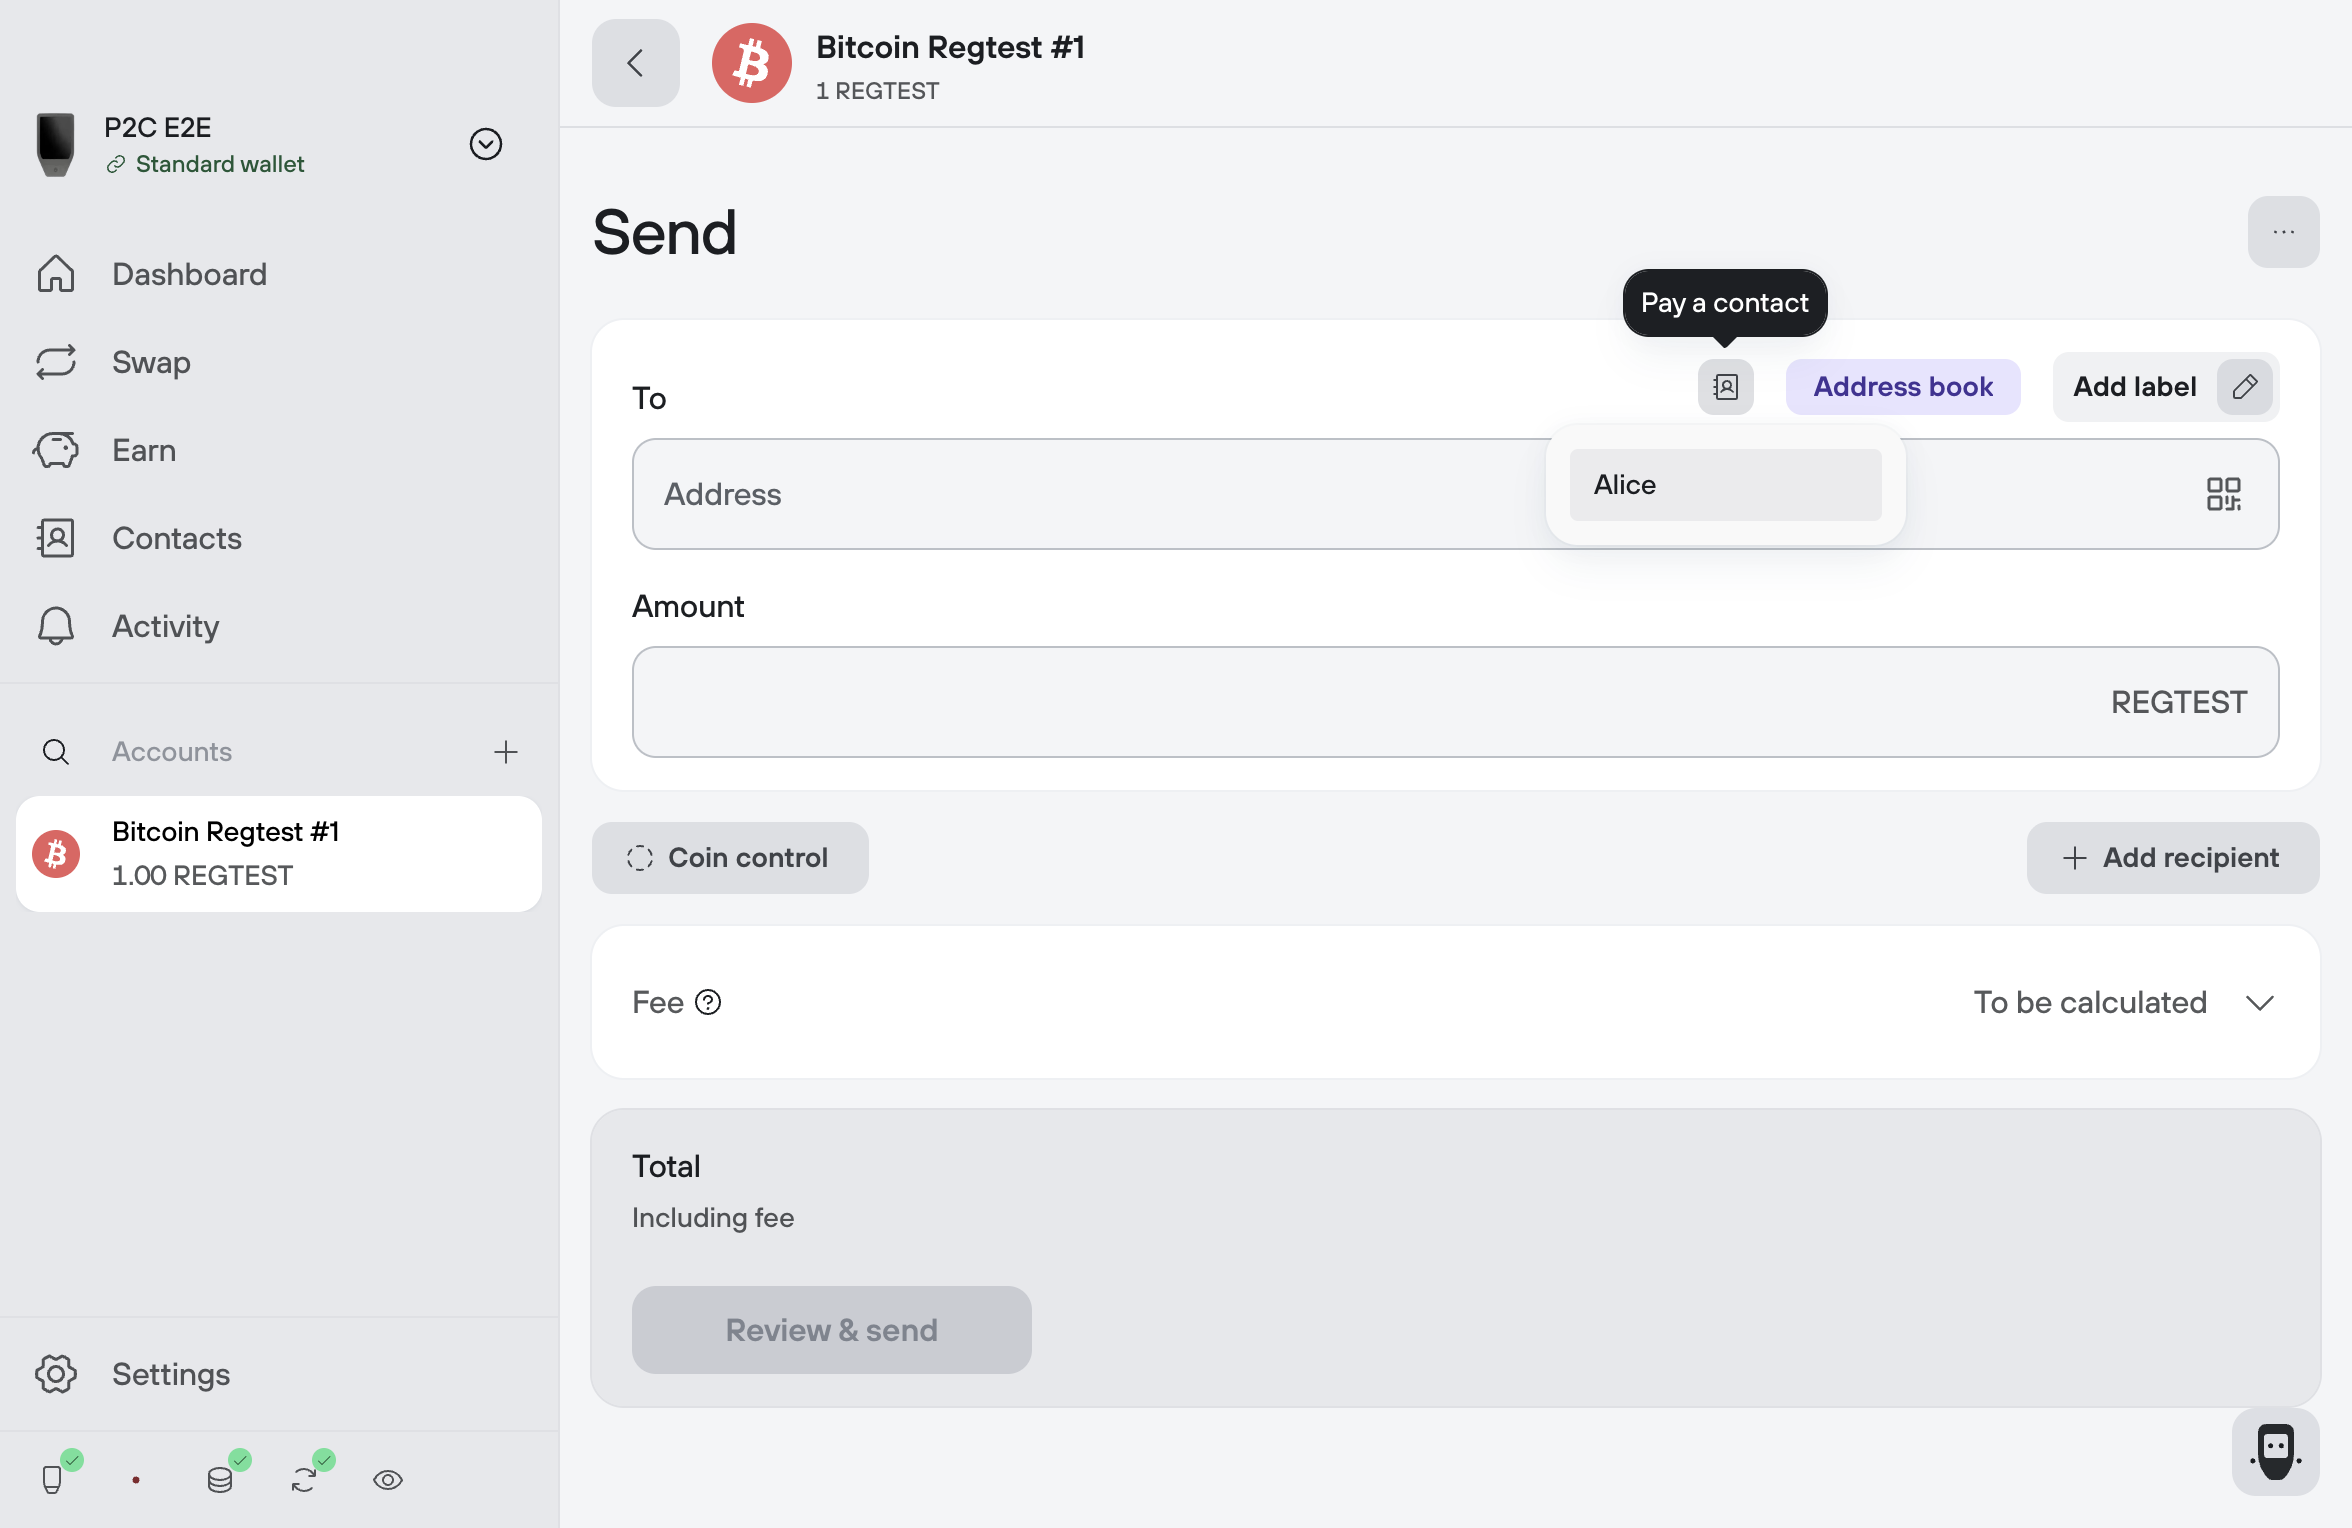 P2C E2E
Standard wallet
Dashboard
Swap
Earn
Contacts
Activity
Accounts
Bitcoin Regtest #1
1.00 REGTEST
Settings
Bitcoin Regtest #1
1 REGTEST
Send
...
Pay a contact
To
Address book
Add label
Address
Alice
Amount
REGTEST
Coin control
Add recipient
Fee
To be calculated
Total
Including fee
Review & send